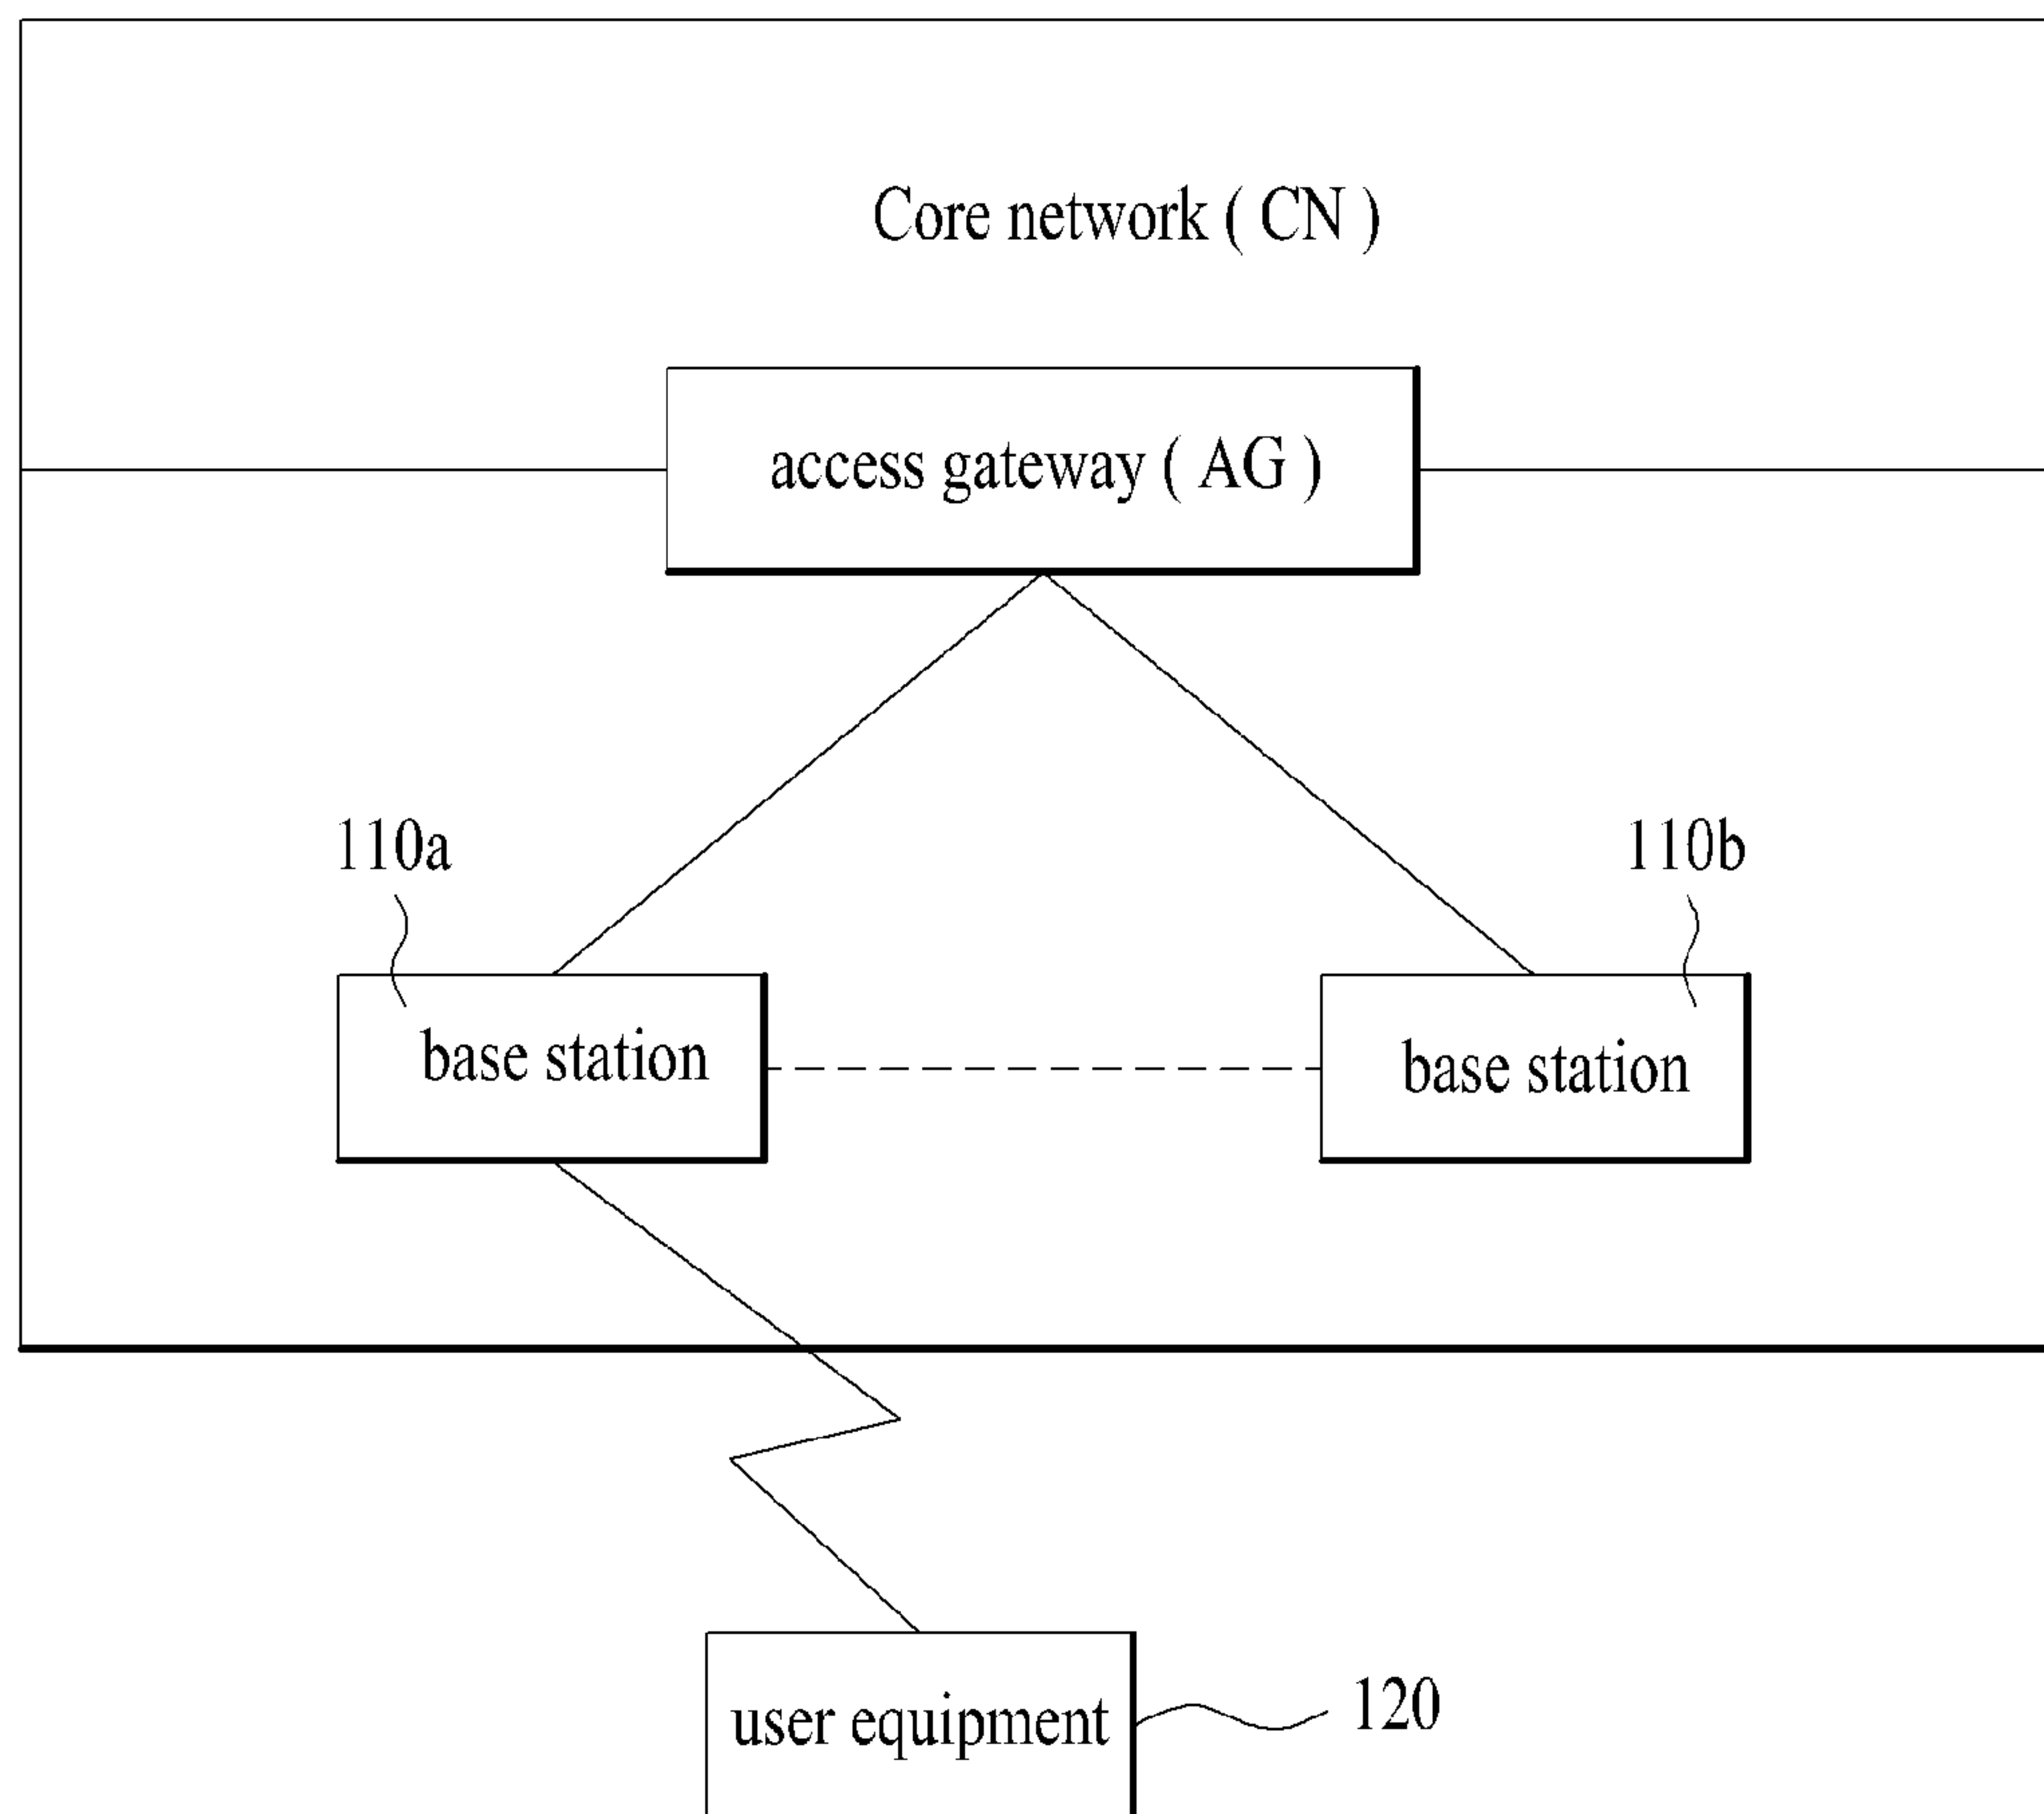 Core network ( CN )
access gateway ( AG )
110a
110b
base station
base station
user equipment
120